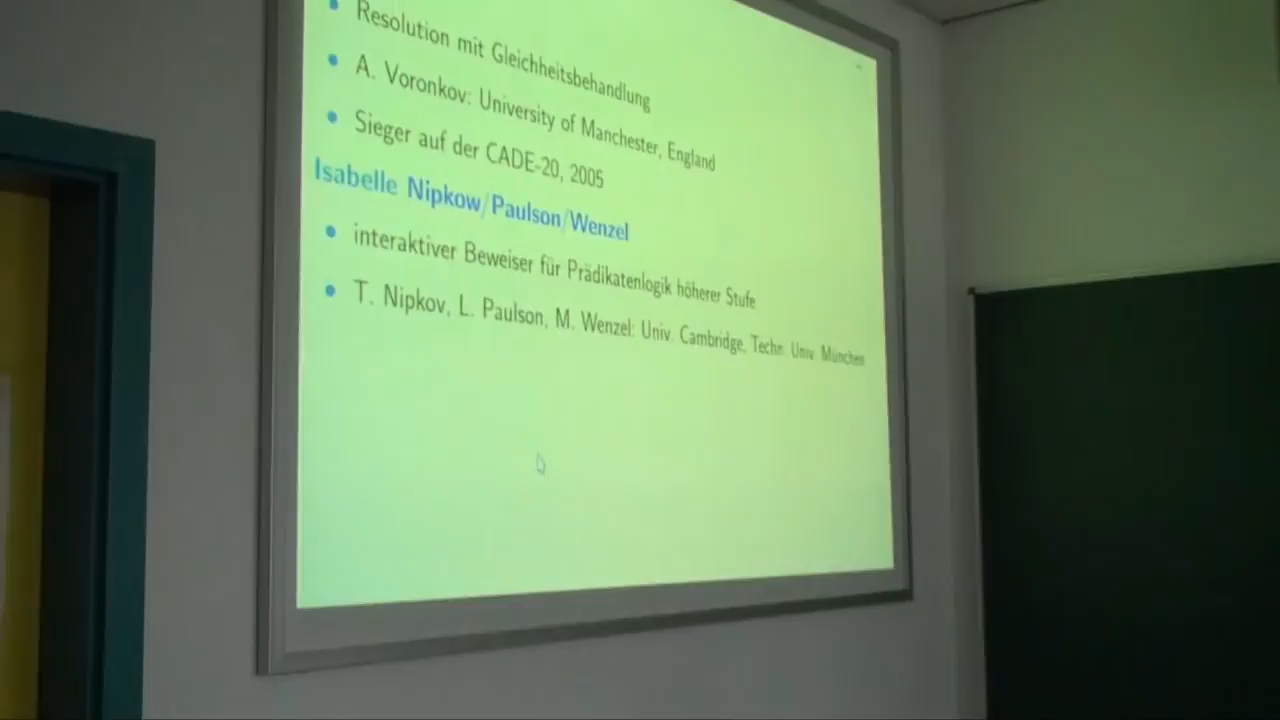 Resolution mit Gleichheitsbehandlung
A. Voronkov: University of Manchester, England
Sieger auf der CADE-20, 2005
Isabelle Nipkow/Paulson/Wenzel
interaktiver Beweiser für Prädikatenlogik höherer Stufe
T. Nipkov, L. Paulson, M. Wenzel: Univ. Cambridge, Techn. Univ. München